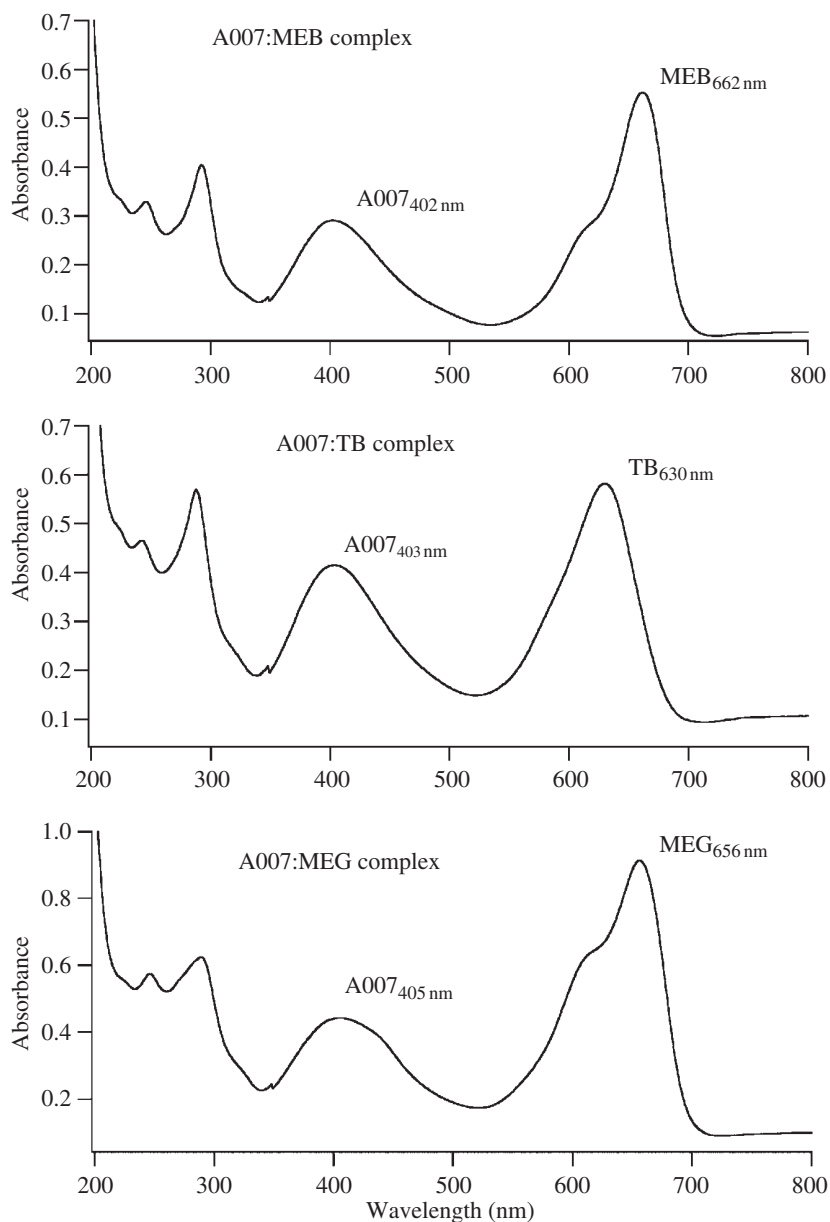 A007:MEB complex
MEB662 nm
A007402 nm
Absorbance
0.7
0.6
0.5
0.4
0.3
0.2
0.1
200 300 400 500 600 700 800
A007:TB complex
TB630 nm
A007403 nm
Absorbance
0.7
0.6
0.5
0.4
0.3
0.2
0.1
200 300 400 500 600 700 800
A007:MEG complex
MEG656 nm
A007405 nm
Absorbance
1.0
0.8
0.6
0.4
0.2
200 300 400 500 600 700 800
Wavelength (nm)